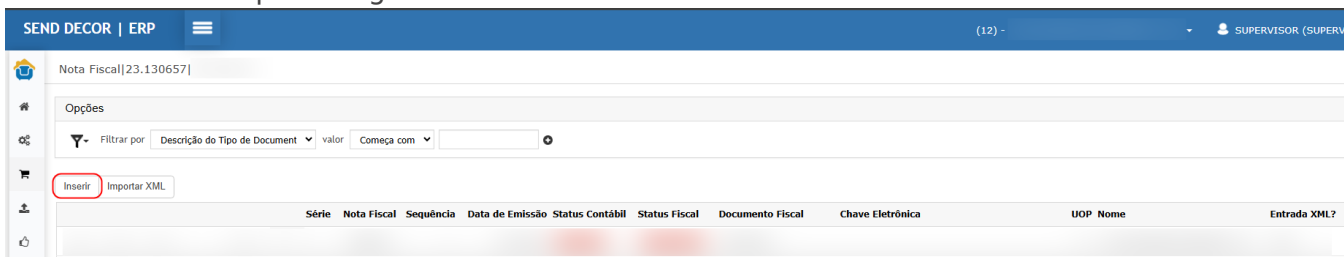 SEND DECOR | ERP (12) - SUPERVISOR (SUPERV
Nota Fiscal|23.130657|
Opções
Filtrar por Descrição do Tipo de Document valor Começa com
Inserir Importar XML
Série Nota Fiscal Sequência Data de Emissão Status Contábil Status Fiscal Documento Fiscal Chave Eletrônica UOP Nome Entrada XML?